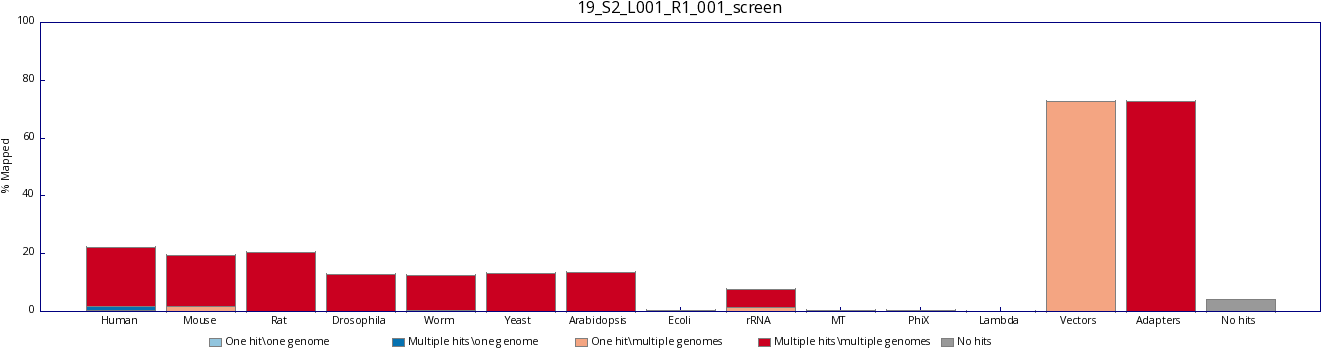 19_S2_L001_R1_001_screen
100
80
60
40
20
0
% Mapped
Human Mouse Rat Drosophila Worm Yeast Arabidopsis Ecoli rRNA MT PhiX Lambda Vectors Adapters No hits
One hit\one genome Multiple hits\one genome One hit\multiple genomes Multiple hits\multiple genomes No hits